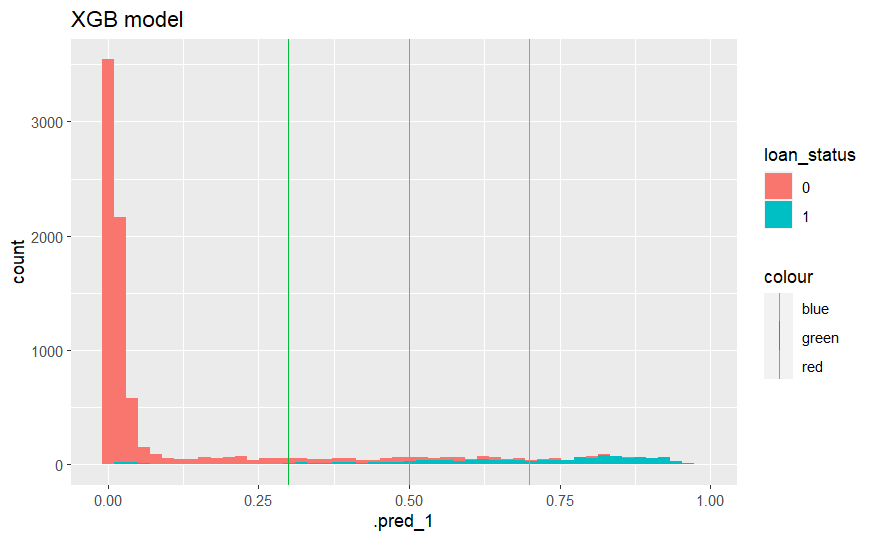 XGB model
count
3000
2000
1000
0
0.00 0.25 0.50 0.75 1.00
.pred_1
loan_status
0
1
colour
blue
green
red